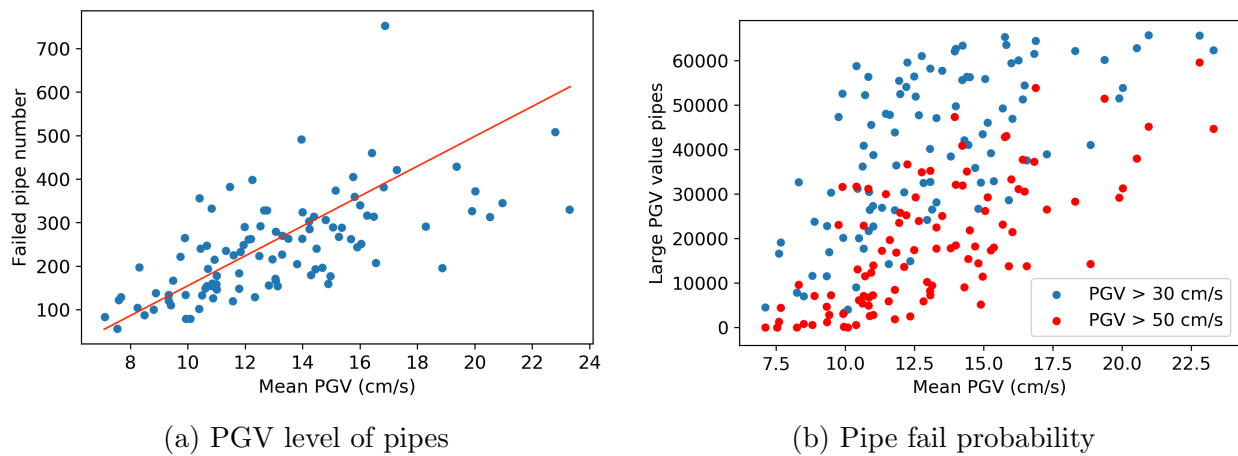 700
600
500
400
300
200
100
Failed pipe number
8 10 12 14 16 18 20 22 24
Mean PGV (cm/s)
(a) PGV level of pipes
60000
50000
40000
30000
20000
10000
0
Large PGV value pipes
PGV > 30 cm/s
PGV > 50 cm/s
7.5 10.0 12.5 15.0 17.5 20.0 22.5
Mean PGV (cm/s)
(b) Pipe fail probability